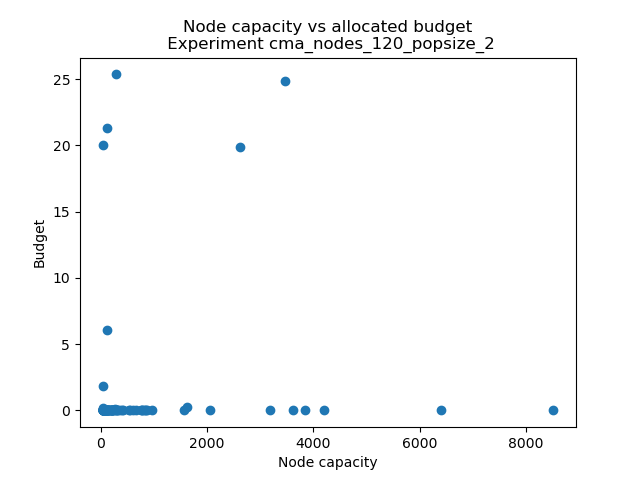 Node capacity vs allocated budget
Experiment cma_nodes_120_popsize_2
25
20
15
10
5
0
Budget
0 2000 4000 6000 8000
Node capacity